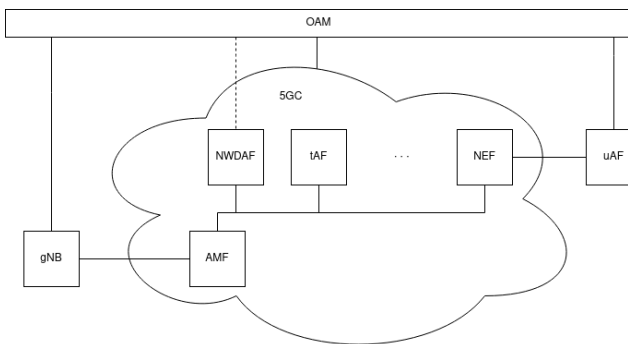 OAM
5GC
NWDAF
tAF
. . .
NEF
uAF
gNB
AMF